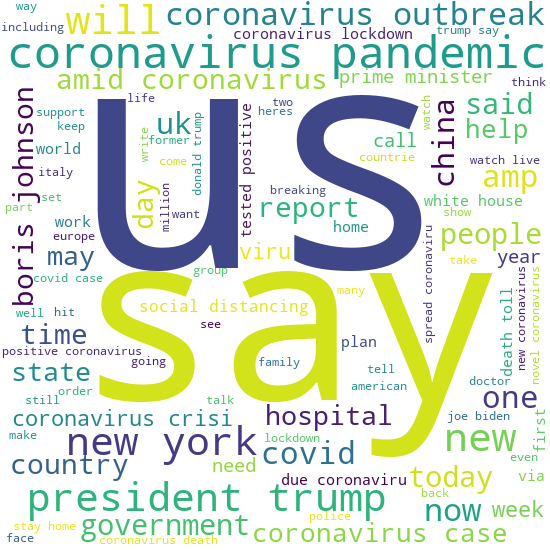 way
including
will
coronavirus outbreak
coronavirus lockdown
trump say
coronavirus pandemic
amid coronavirus
prime minister
think
us
boris johnson
support
keep
life
uk
former
two
heres
donald trump
tested positive
call
watch
china
said
help
world
write
day
million
come
countrie
watch live
amp
italy
set
part
want
breaking
report
home
white house
show
people
work
europe
may
viru
group
spread coronaviru
take
year
covid case
well
hit
say
social distancing
many
death toll
new coronavirus
novel coronavirus
time
see
plan
positive coronavirus
going
family
tell
american
doctor
state
order
still
talk
hospital
joe biden
one
coronavirus crisi
make
new york
lockdown
covid
new
first
even
country
need
due coronaviru
back
today
via
president trump
now
week
stay home
face
government
police
coronavirus death
coronavirus case